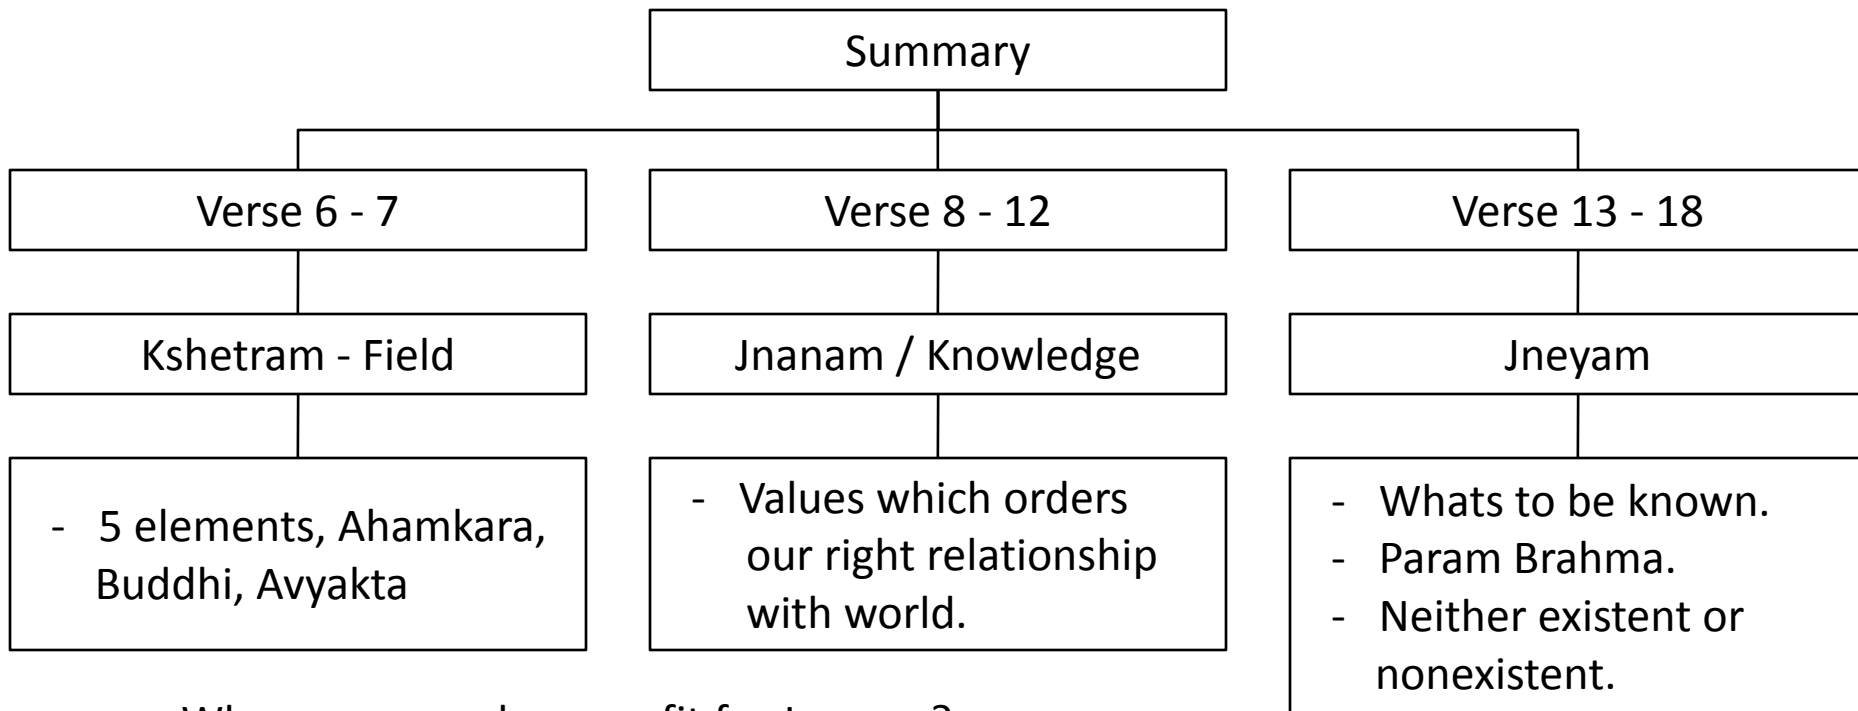 Summary
Verse 6 - 7
Verse 8 - 12
Verse 13 - 18
Kshetram - Field
Jnanam / Knowledge
Jneyam
- 5 elements, Ahamkara,
Buddhi, Avyakta
- Values which orders
our right relationship
with world.
- Whats to be known.
- Param Brahma.
- Neither existent or
nonexistent.